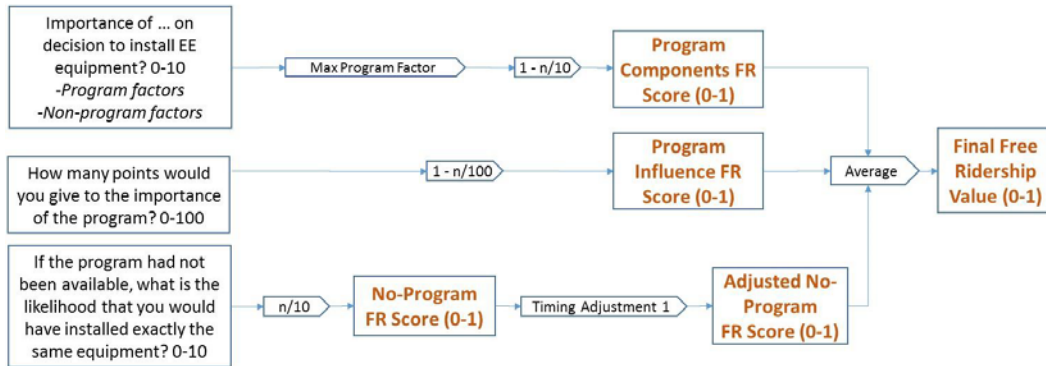 Importance of ... on
decision to install EE
equipment? 0-10
-Program factors
-Non-program factors
Max Program Factor
1 - n/10
Program
Components FR
Score (0-1)
How many points would
you give to the importance
of the program? 0-100
1 - n/100
Program
Influence FR
Score (0-1)
Average
Final Free
Ridership
Value (0-1)
If the program had not
been available, what is the
likelihood that you would
have installed exactly the
same equipment? 0-10
n/10
No-Program
FR Score (0-1)
Timing Adjustment 1
Adjusted No-
Program
FR Score (0-1)